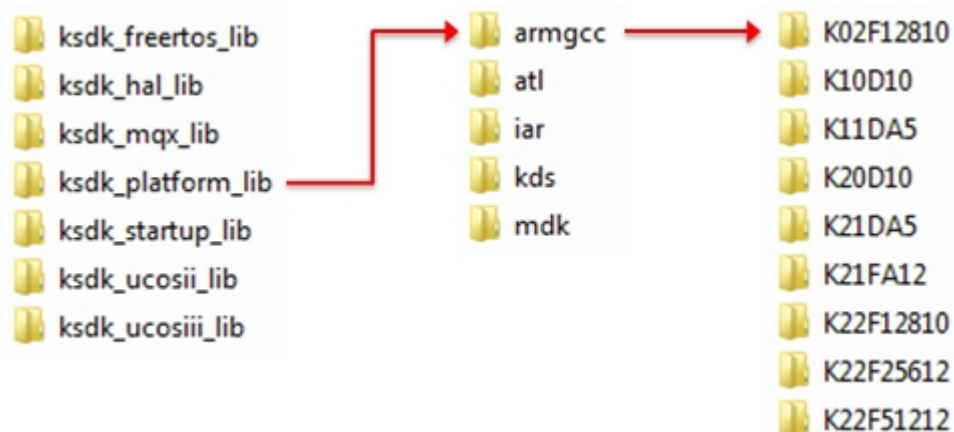 ksdk_freertos_lib
ksdk_hal_lib
ksdk_mqx_lib
ksdk_platform_lib
ksdk_startup_lib
ksdk_ucosii_lib
ksdk_ucosiii_lib
armgcc
atl
iar
kds
mdk
K02F12810
K10D10
K11DA5
K20D10
K21DA5
K21FA12
K22F12810
K22F25612
K22F51212